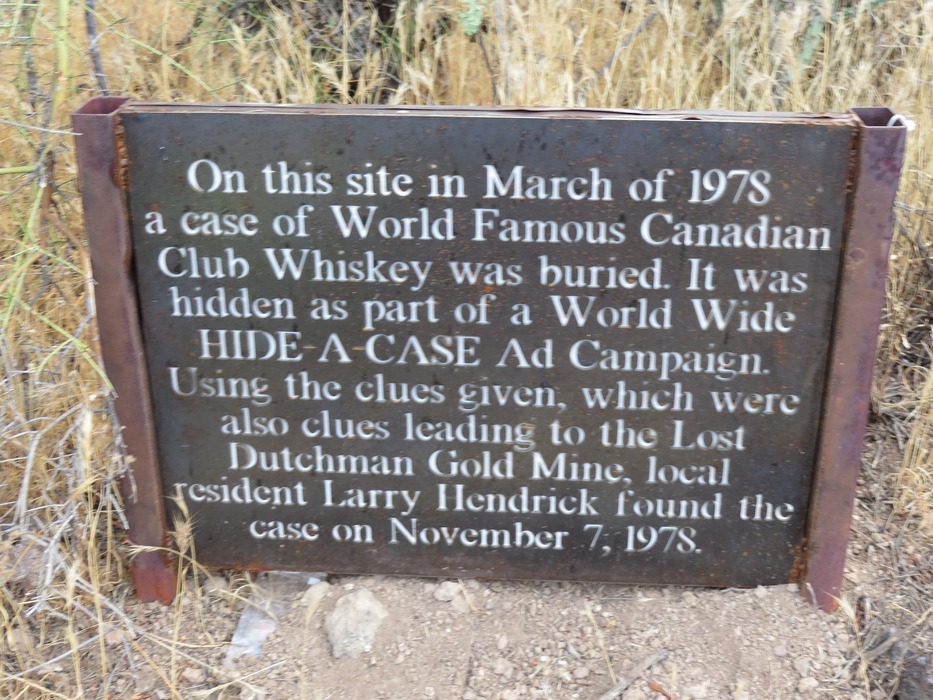 On this site in March of 1978
a case of World Famous Canadian
Club Whiskey was buried. It was
hidden as part of a World Wide
HIDE-A-CASE Ad Campaign.
Using the clues given, which were
also clues leading to the Lost
Dutchman Gold Mine, local
resident Larry Hendrick found the
case on November 7, 1978.